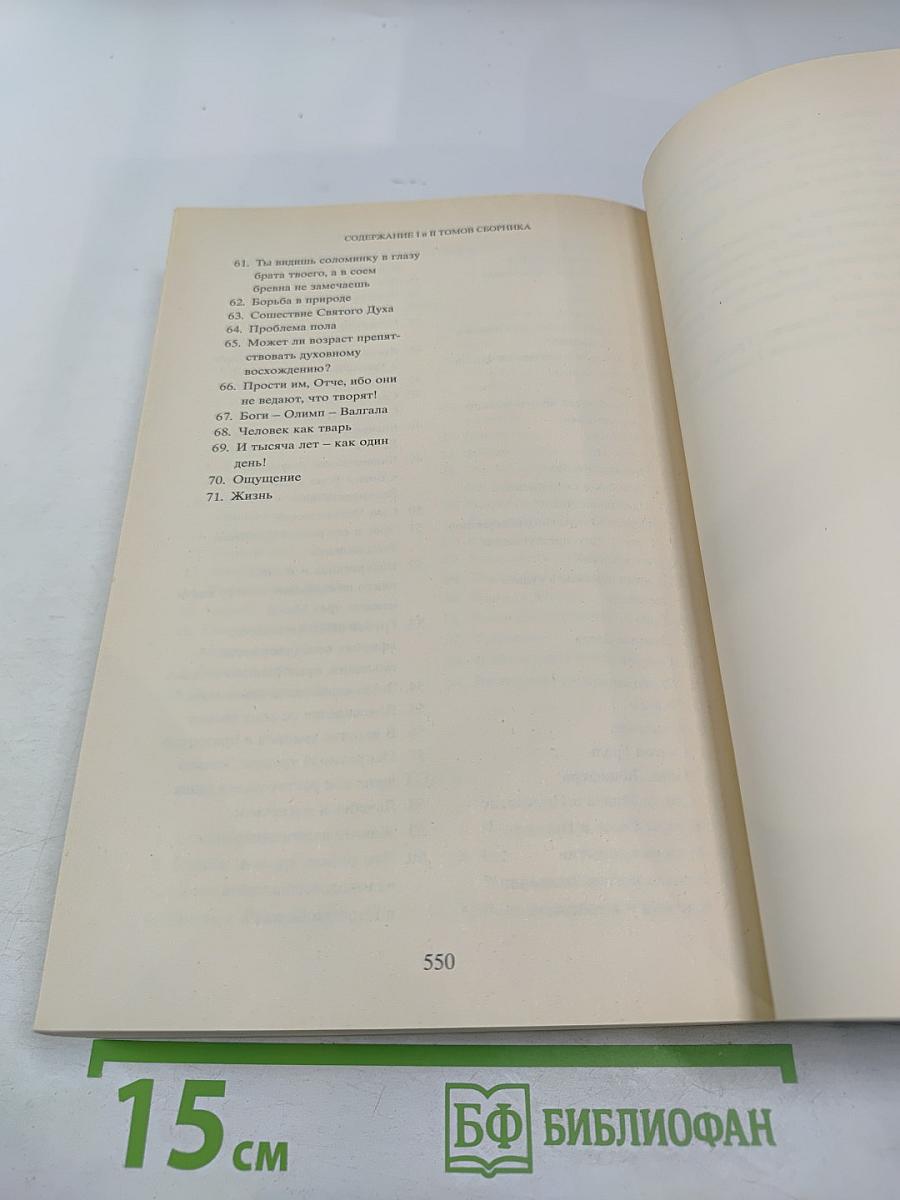 СОДЕРЖАНИЕ I и II ТОМОВ СБОРНИКА
61. Ты видишь соломинку в глазу
брата твоего, а в соем
бревна не замечаешь
62. Борьба в природе
63. Сошествие Святого Духа
64. Проблема пола
65. Может ли возраст препят-
ствовать духовному
восхождению?
66. Прости им, Отче, ибо они
не ведают, что творят!
67. Боги – Олимп – Валгала
68. Человек как тварь
69. И тысяча лет – как один
день!
70. Ощущение
71. Жизнь
550
15 см
БФ БИБЛИОФАН